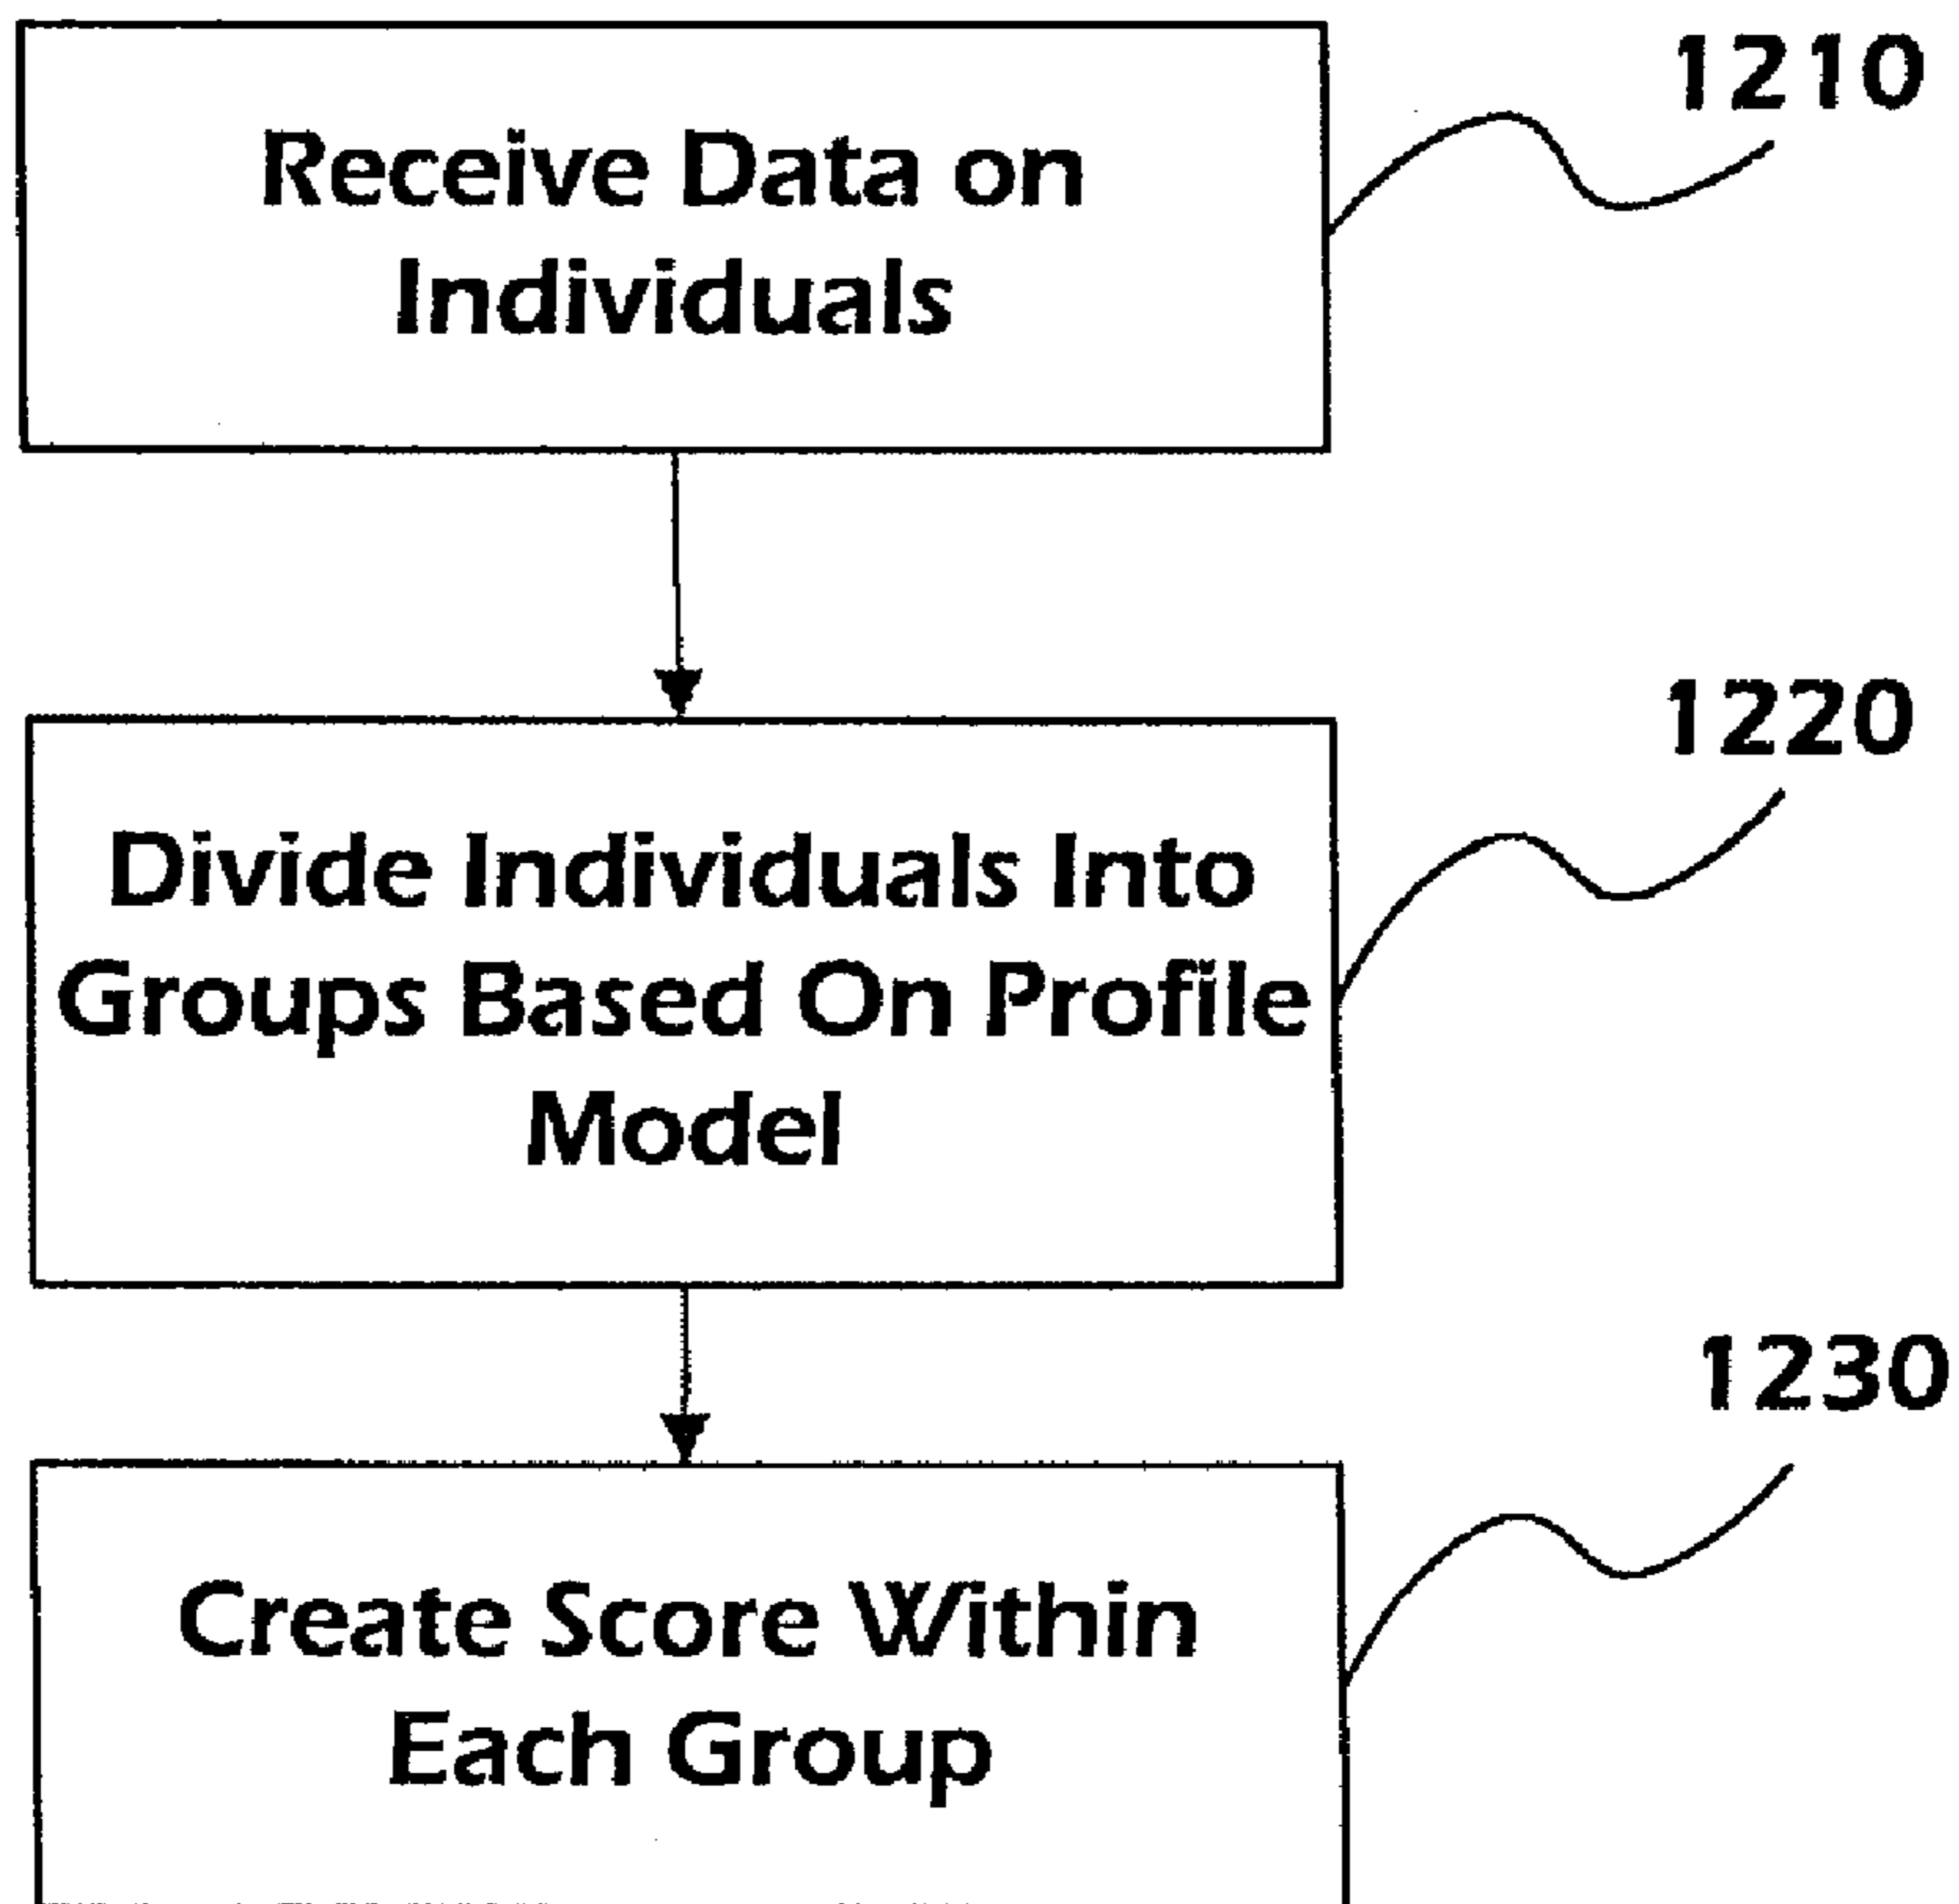 1210
Receive Data on
Individuals
1220
Divide Individuals Into
Groups Based On Profile
Model
1230
Create Score Within
Each Group